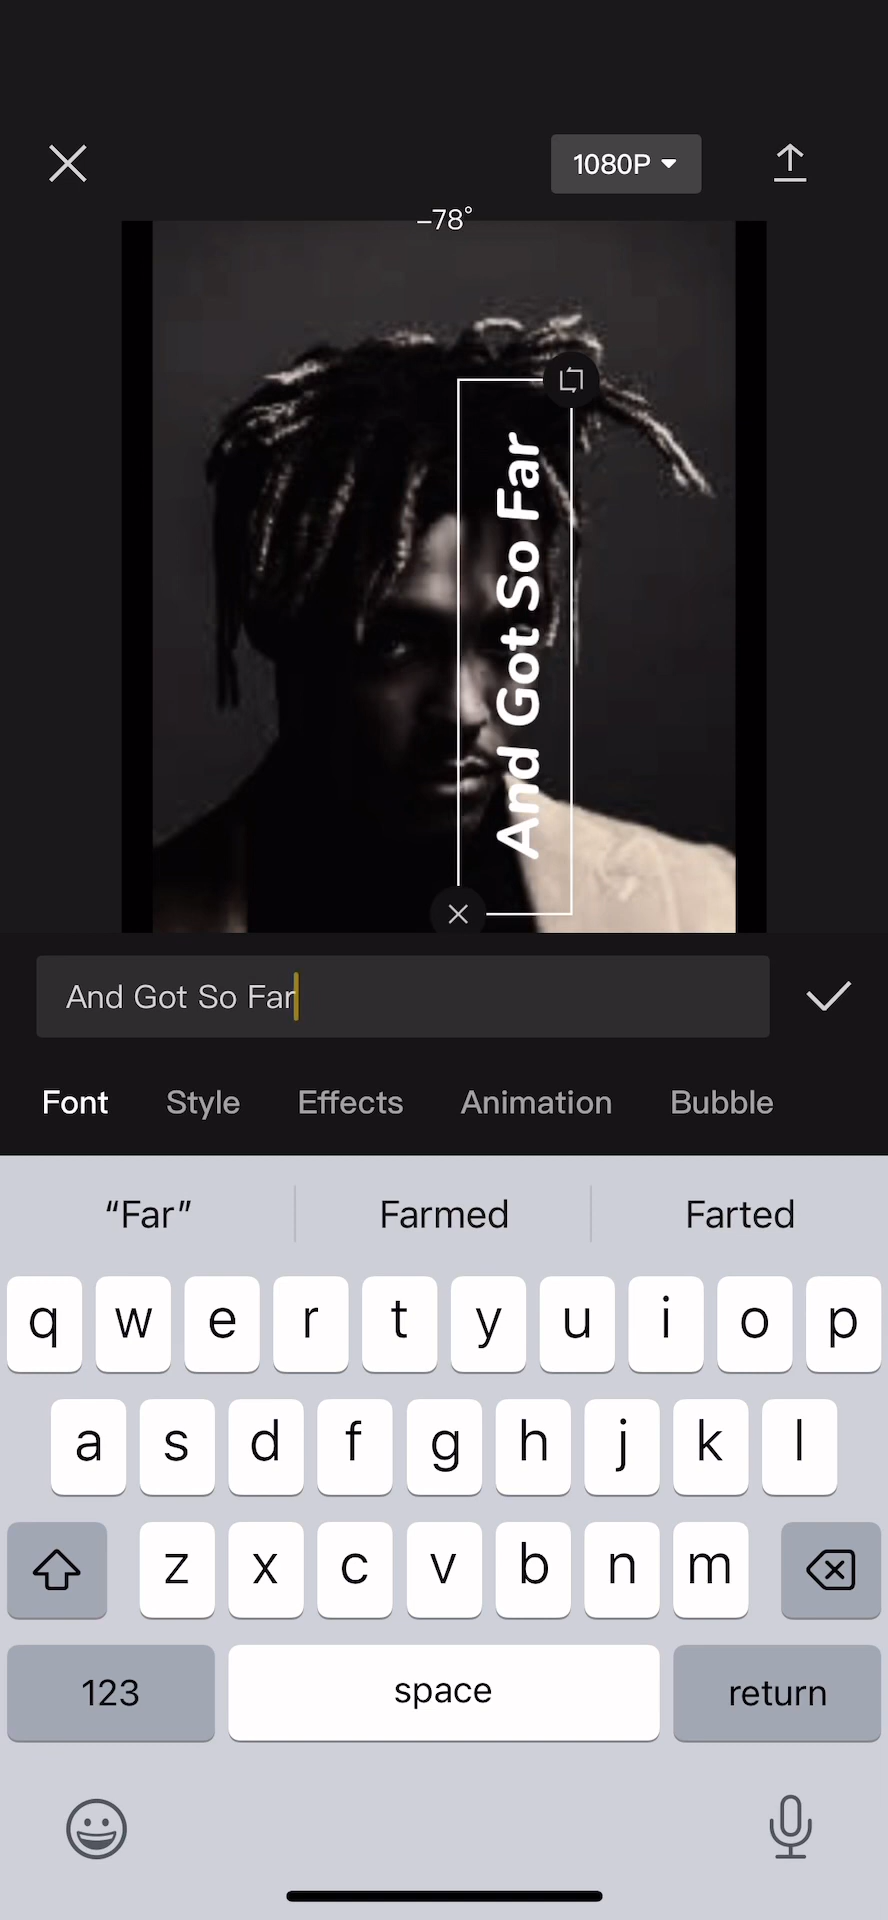 1080P
–78°
And Got So Far
And Got So Far
Font Style Effects Animation Bubble
“Far” Farmed Farted
q w e r t y u i o p
a s d f g h j k l
z x c v b n m
123 space return